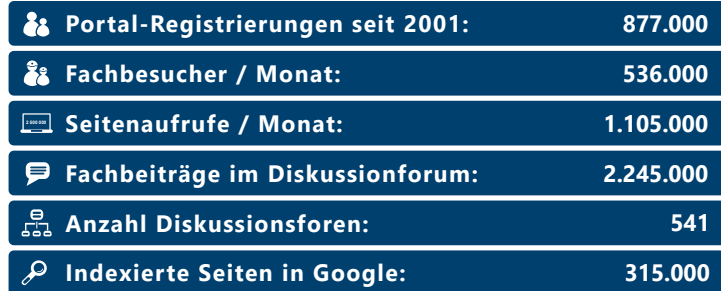 Portal-Registrierungen seit 2001: 877.000
Fachbesucher / Monat: 536.000
Seitenaufrufe / Monat: 1.105.000
Fachbeiträge im Diskussionforum: 2.245.000
Anzahl Diskussionsforen: 541
Indexierte Seiten in Google: 315.000